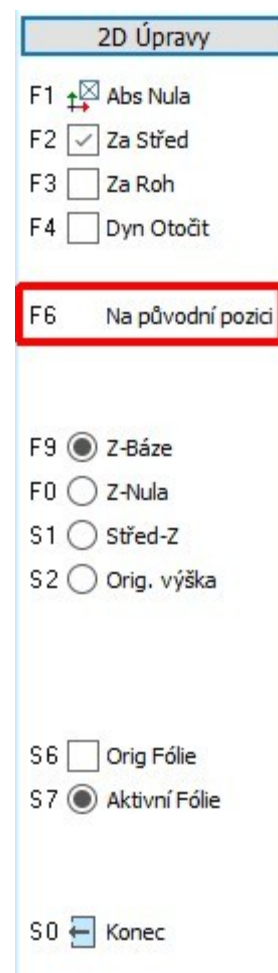 2D Úpravy
F1 Abs Nula
F2 Za Střed
F3 Za Roh
F4 Dyn Otočit
F6 Na původní pozici
F9 Z-Báze
F0 Z-Nula
S1 Střed-Z
S2 Orig. výška
S6 Orig Fólie
S7 Aktivní Fólie
S0 Konec